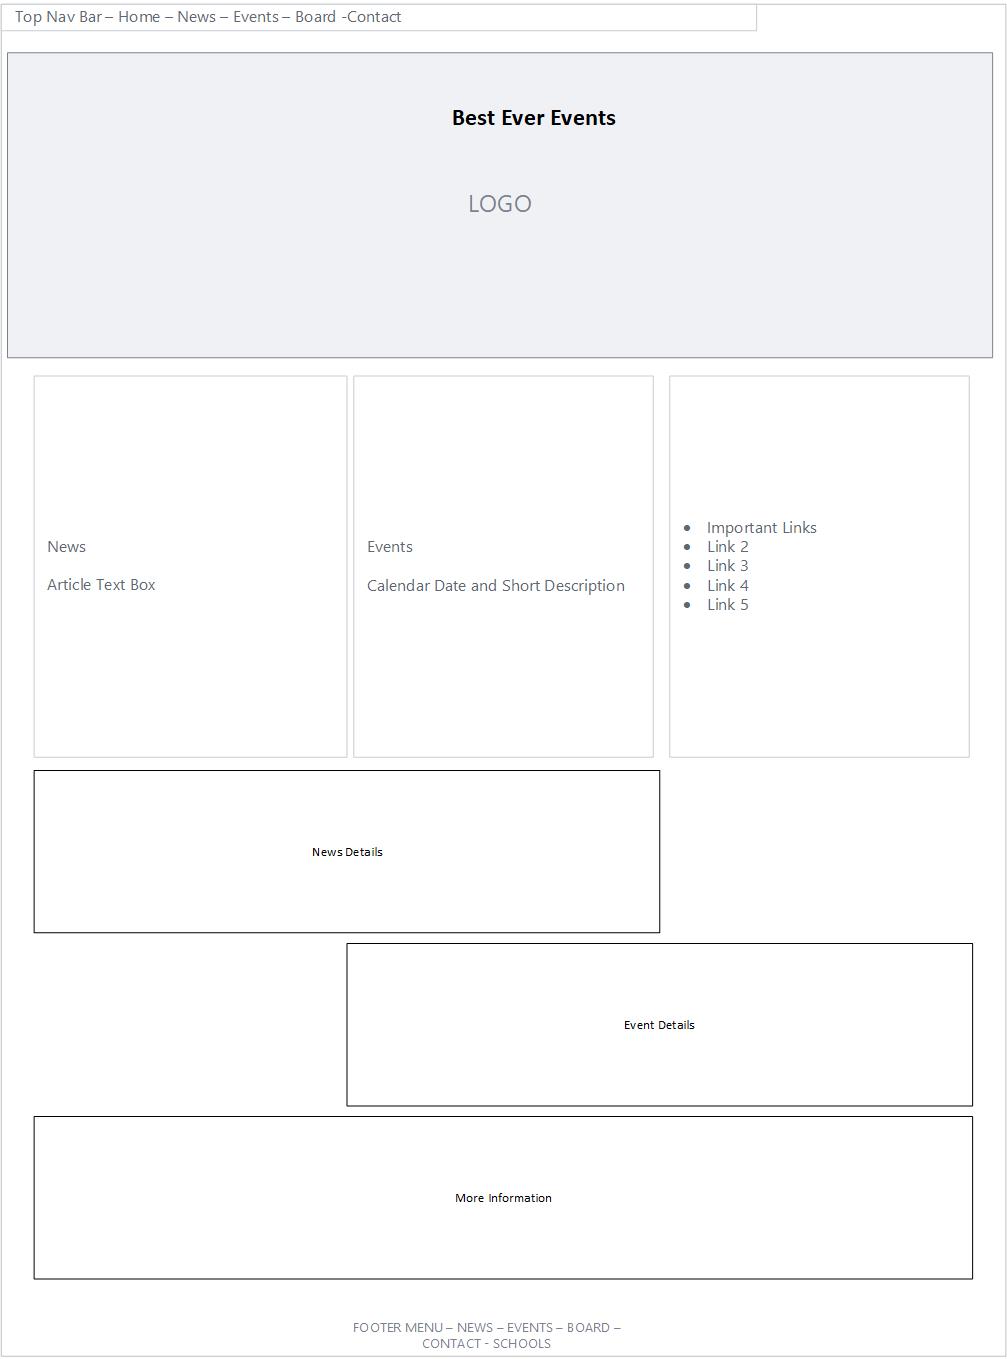 Top Nav Bar – Home – News – Events – Board -Contact
Best Ever Events
LOGO
News
Article Text Box
Events
Calendar Date and Short Description
● Important Links
● Link 2
● Link 3
● Link 4
● Link 5
News Details
Event Details
More Information
FOOTER MENU – NEWS – EVENTS – BOARD –
CONTACT - SCHOOLS